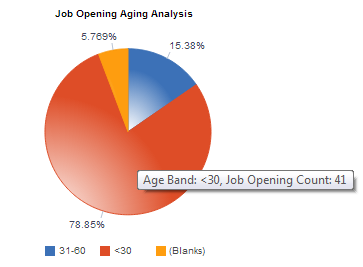 Job Opening Aging Analysis
5.769%
15.38%
Age Band: <30, Job Opening Count: 41
78.85%
31-60 <30 (Blanks)